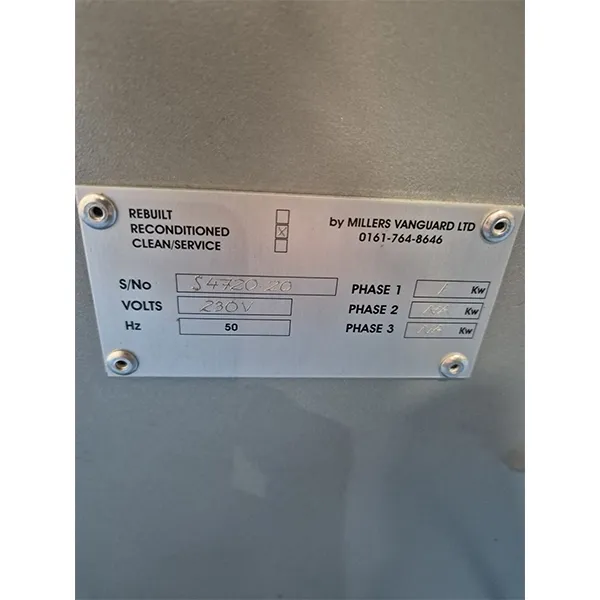 REBUILT
RECONDITIONED X
CLEAN/SERVICE
by MILLERS VANGUARD LTD
0161-764-8646
S/No S4720 20
VOLTS 230V
Hz 50
PHASE 1 1 Kw
PHASE 2 Kw
PHASE 3 Kw